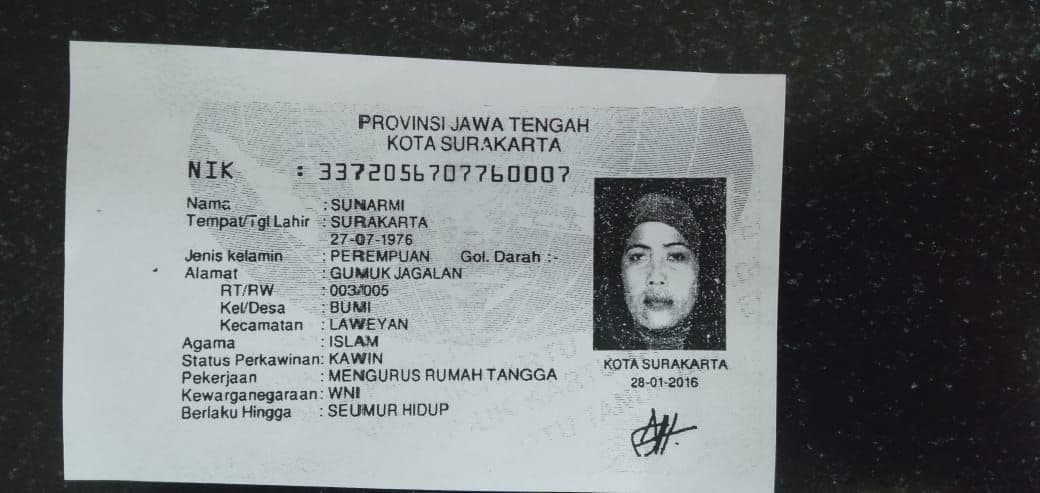 PROVINSI JAWA TENGAH
KOTA SURAKARTA
NIK : 3372056707760007
Nama : SUNARMI
Tempat/Tgl Lahir : SURAKARTA
27-07-1976
Jenis kelamin : PEREMPUAN Gol. Darah :-
Alamat : GUMUK JAGALAN
RT/RW : 003/005
Kel/Desa : BUMI
Kecamatan : LAWEYAN
Agama : ISLAM
Status Perkawinan: KAWIN
Pekerjaan : MENGURUS RUMAH TANGGA
Kewarganegaraan: WNI
Berlaku Hingga : SEUMUR HIDUP
KOTA SURAKARTA
28-01-2016